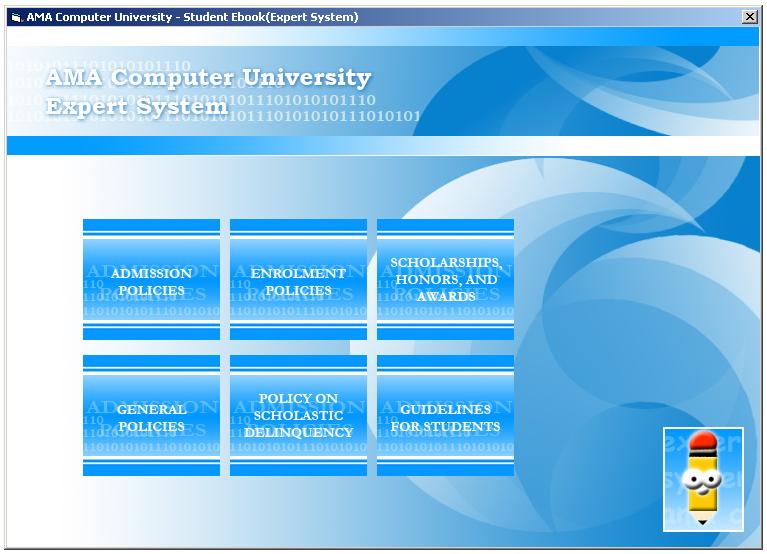 AMA Computer University - Student Ebook(Expert System)
AMA Computer University
Expert System
ADMISSION
POLICIES
ENROLMENT
POLICIES
SCHOLARSHIPS,
HONORS, AND
AWARDS
GENERAL
POLICIES
POLICY ON
SCHOLASTIC
DELINQUENCY
GUIDELINES
FOR STUDENTS